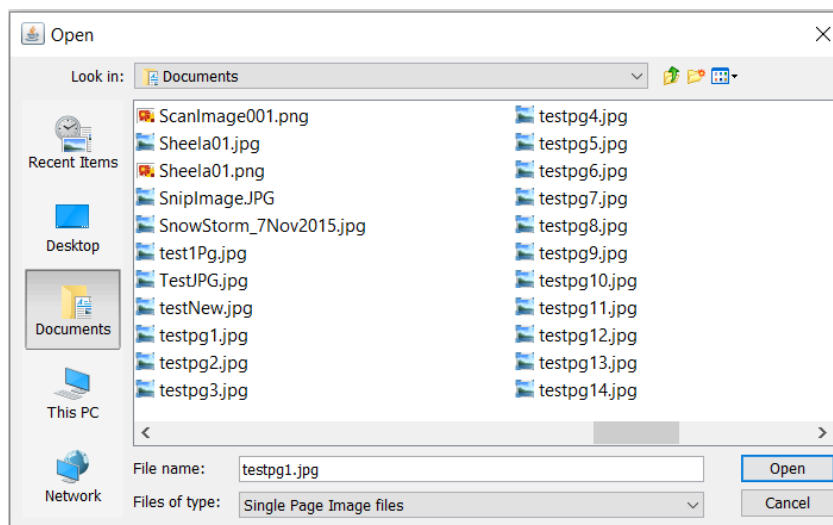 Open
Look in:
Documents
Recent Items
Desktop
Documents
This PC
Network
ScanImage001.png
Sheela01.jpg
Sheela01.png
SnipImage.JPG
SnowStorm_7Nov2015.jpg
test1Pg.jpg
TestJPG.jpg
testNew.jpg
testpg1.jpg
testpg2.jpg
testpg3.jpg
testpg4.jpg
testpg5.jpg
testpg6.jpg
testpg7.jpg
testpg8.jpg
testpg9.jpg
testpg10.jpg
testpg11.jpg
testpg12.jpg
testpg13.jpg
testpg14.jpg
File name:
testpg1.jpg
Open
Files of type:
Single Page Image files
Cancel